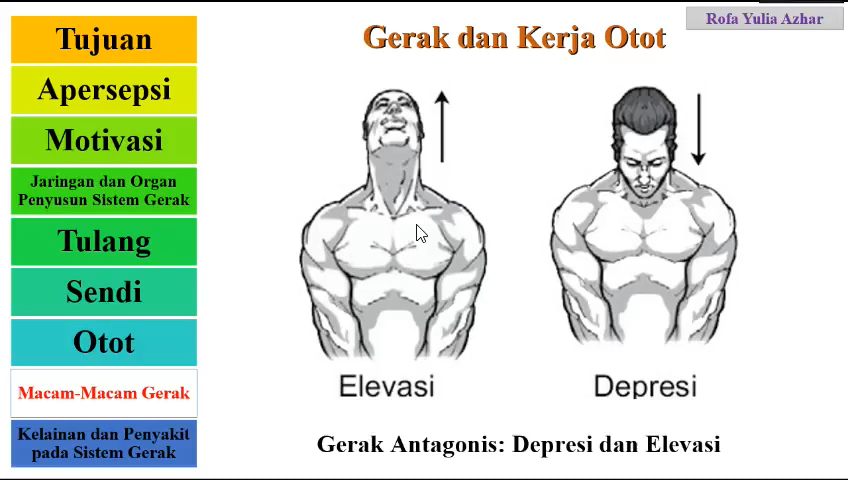 Rofa Yulia Azhar
Gerak dan Kerja Otot
Tujuan
Apersepsi
Motivasi
Jaringan dan Organ
Penyusun Sistem Gerak
Tulang
Sendi
Otot
Macam-Macam Gerak
Kelainan dan Penyakit
pada Sistem Gerak
Elevasi
Depresi
Gerak Antagonis: Depresi dan Elevasi